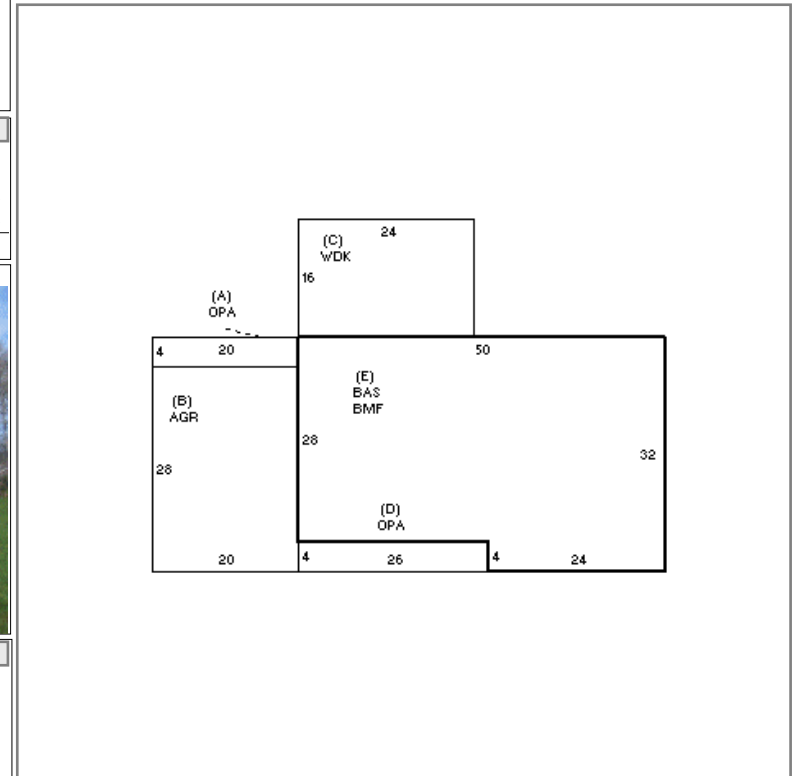 24
(C)
WDK
16
(A)
OPA
4 20
50
(E)
BAS
BMF
(B)
AGR
28
32
28
(D)
OPA
20
4 26
4 24